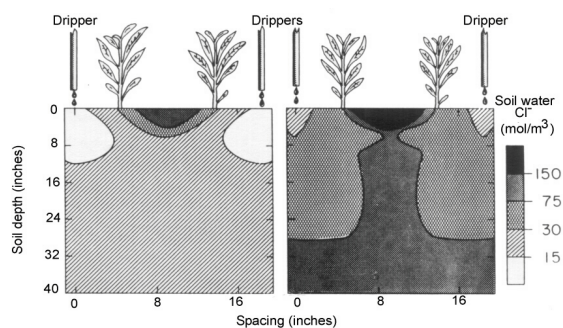 Dripper
Drippers
Dripper
Soil water
Cl⁻
(mol/m³)
150
75
30
15
Soil depth (inches)
0
8
16
24
32
40
0
8
16
0
8
16
Spacing (inches)